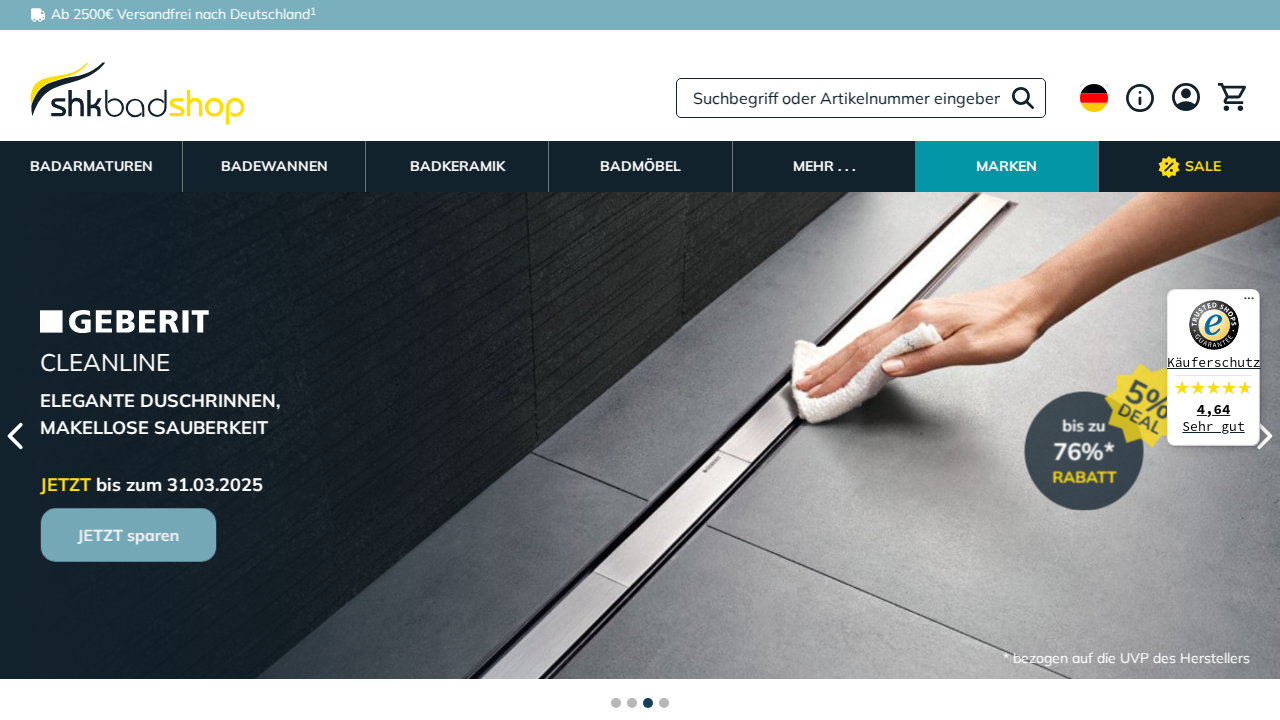 Ab 2500€ Versandfrei nach Deutschland¹
shkbadshop
Suchbegriff oder Artikelnummer eingeben
BADARMATUREN
BADEWANNEN
BADKERAMIK
BADMÖBEL
MEHR . . .
MARKEN
SALE
GEBERIT
CLEANLINE
ELEGANTE DUSCHRINNEN,
MAKELLOSE SAUBERKEIT
JETZT bis zum 31.03.2025
JETZT sparen
5%
DEAL
bis zu
76%*
RABATT
TRUSTED SHOPS
GUARANTEE
Käuferschutz
4,64
Sehr gut
* bezogen auf die UVP des Herstellers